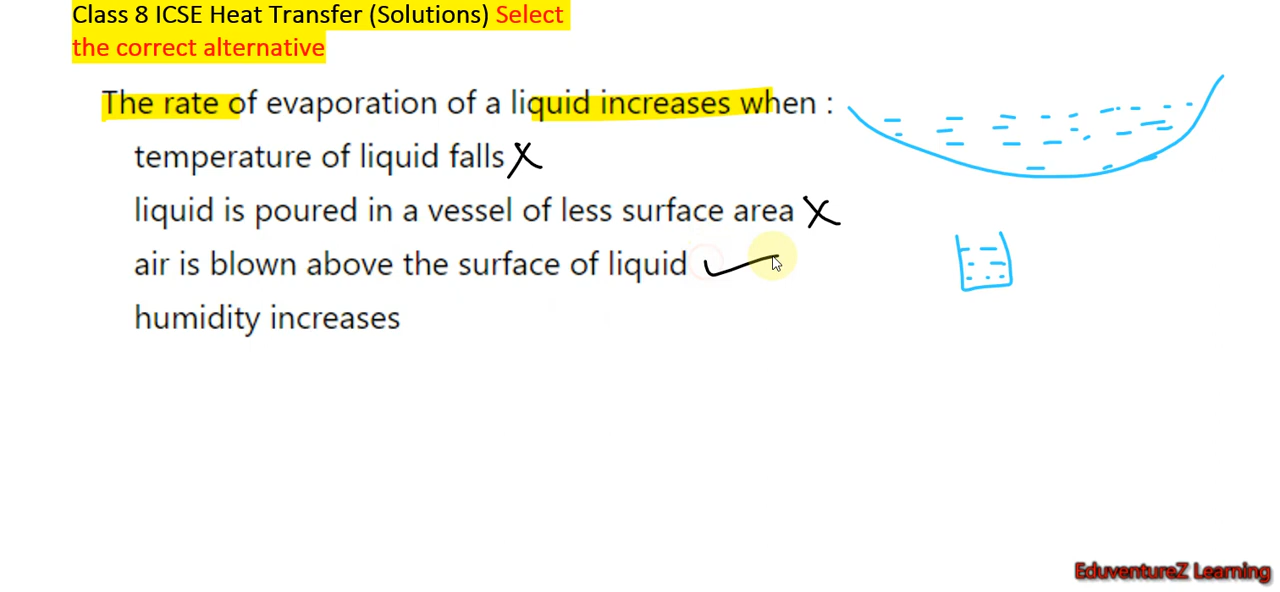 Class 8 ICSE Heat Transfer (Solutions) Select
the correct alternative
The rate of evaporation of a liquid increases when :
temperature of liquid falls
liquid is poured in a vessel of less surface area
air is blown above the surface of liquid
humidity increases
EduventureZ Learning